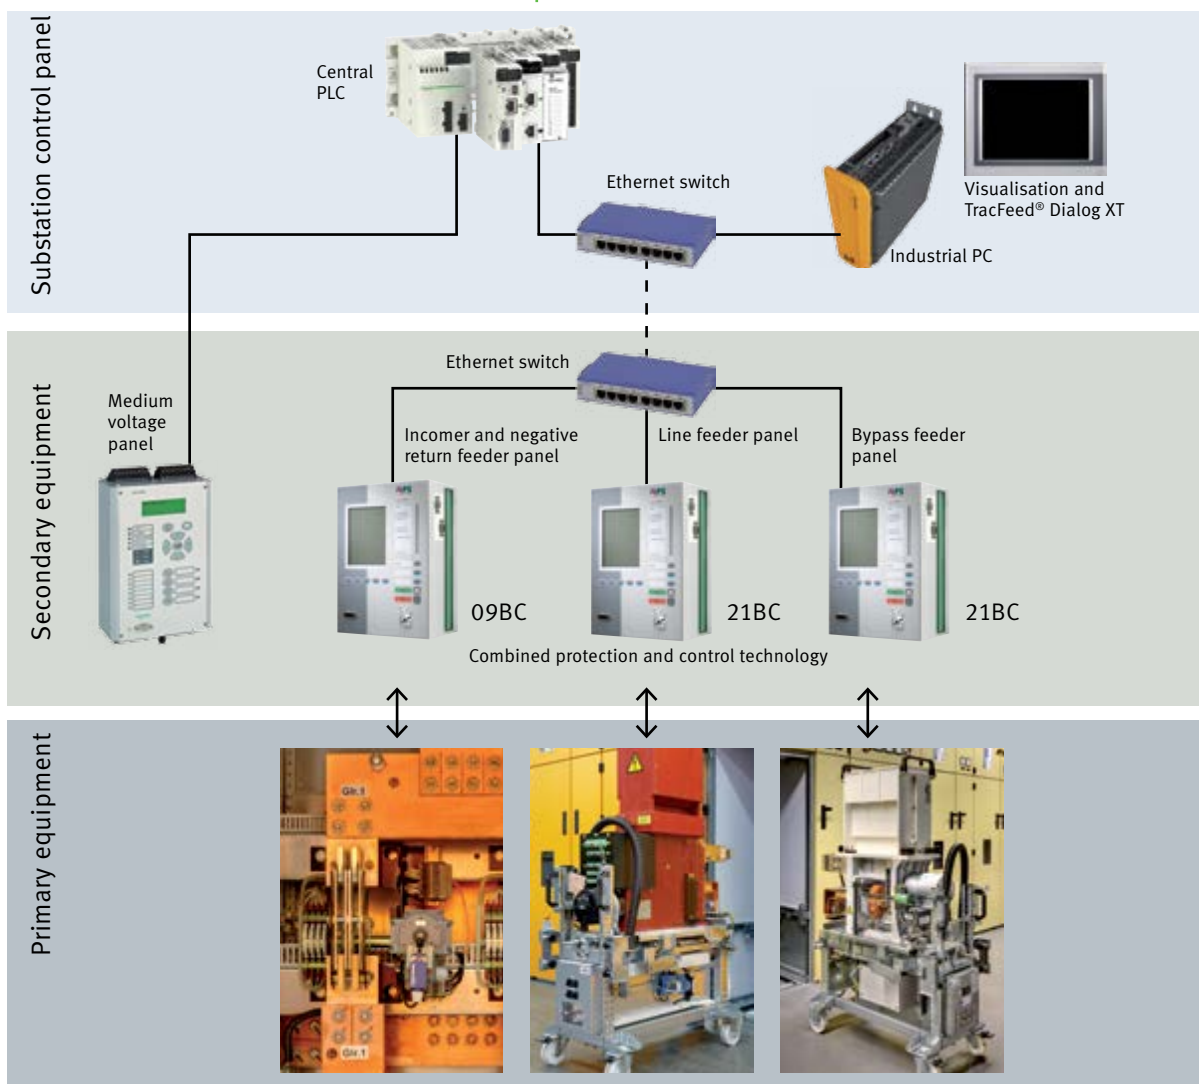 Substation control panel
Central
PLC
Ethernet switch
Visualisation and
TracFeed® Dialog XT
Industrial PC
Secondary equipment
Ethernet switch
Medium
voltage
panel
Incomer and negative
return feeder panel
Line feeder panel
Bypass feeder
panel
09BC
21BC
21BC
Combined protection and control technology
Primary equipment
Glr.1